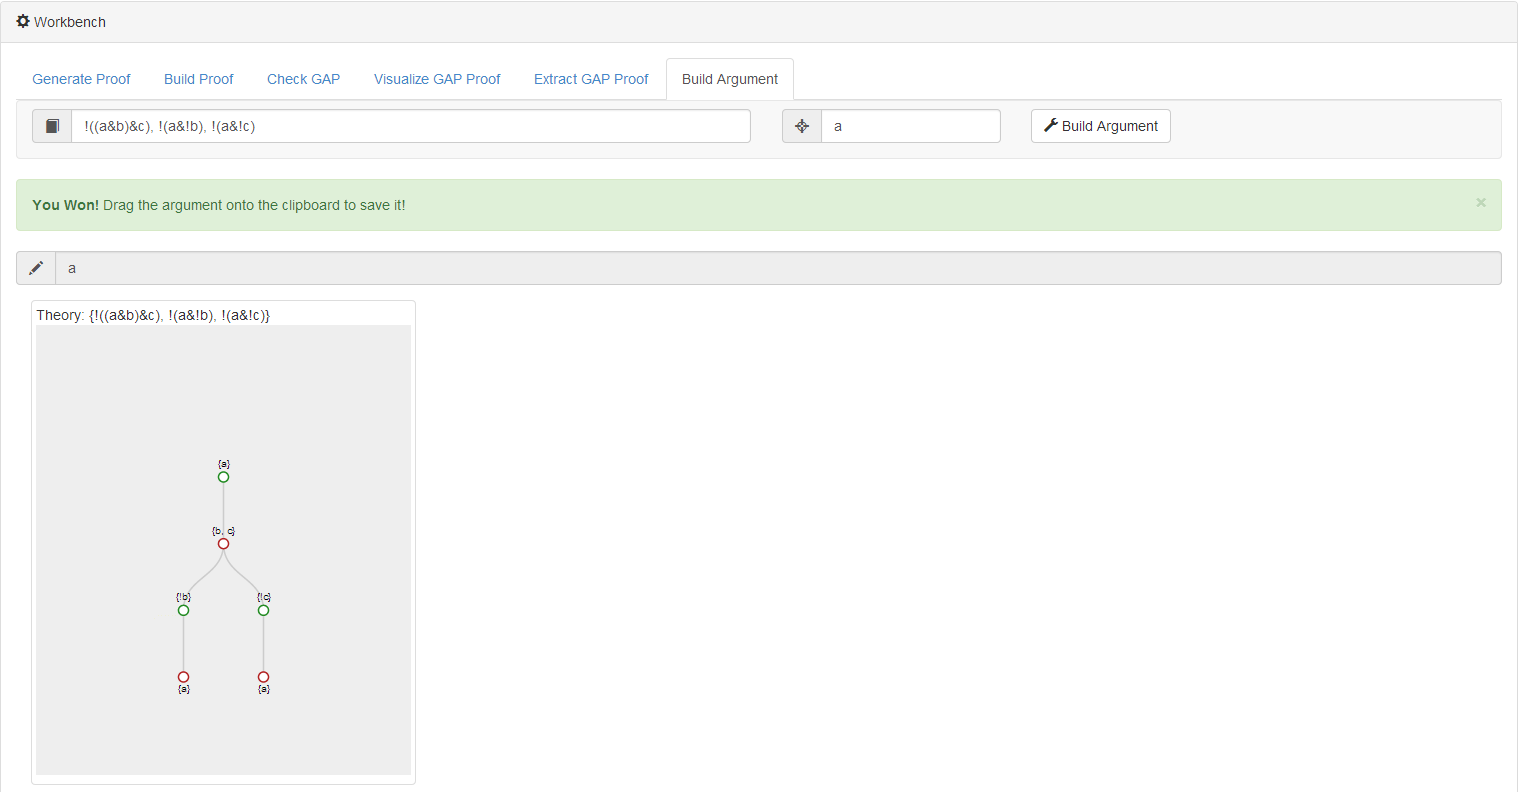 Workbench
Generate Proof Build Proof Check GAP Visualize GAP Proof Extract GAP Proof Build Argument
!((a&b)&c), !(a&!b), !(a&!c) a Build Argument
You Won! Drag the argument onto the clipboard to save it! ×
a
Theory: {!((a&b)&c), !(a&!b), !(a&!c)}
{a}
{b, c}
{!b} {!c}
{a} {a}